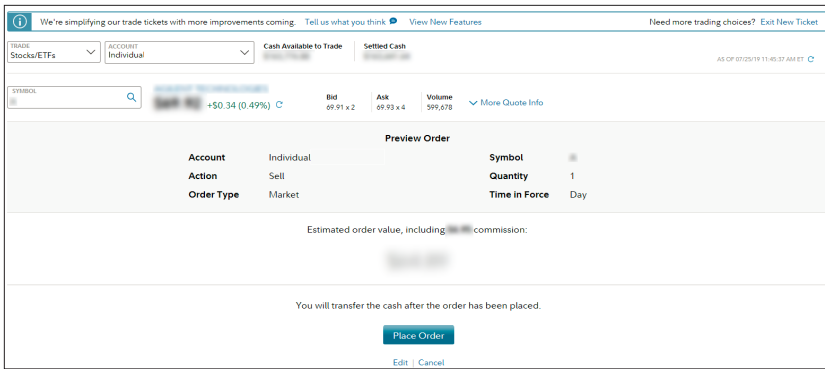 We're simplifying our trade tickets with more improvements coming. Tell us what you think View New Features Need more trading choices? Exit New Ticket
TRADE
Stocks/ETFs
ACCOUNT
Individual
Cash Available to Trade
Settled Cash
AS OF 07/25/19 11:45:37 AM ET
SYMBOL
+$0.34 (0.49%)
Bid
69.91 x 2
Ask
69.93 x 4
Volume
599,678
More Quote Info
Preview Order
Account Individual Symbol
Action Sell Quantity 1
Order Type Market Time in Force Day
Estimated order value, including commission:
You will transfer the cash after the order has been placed.
Place Order
Edit | Cancel